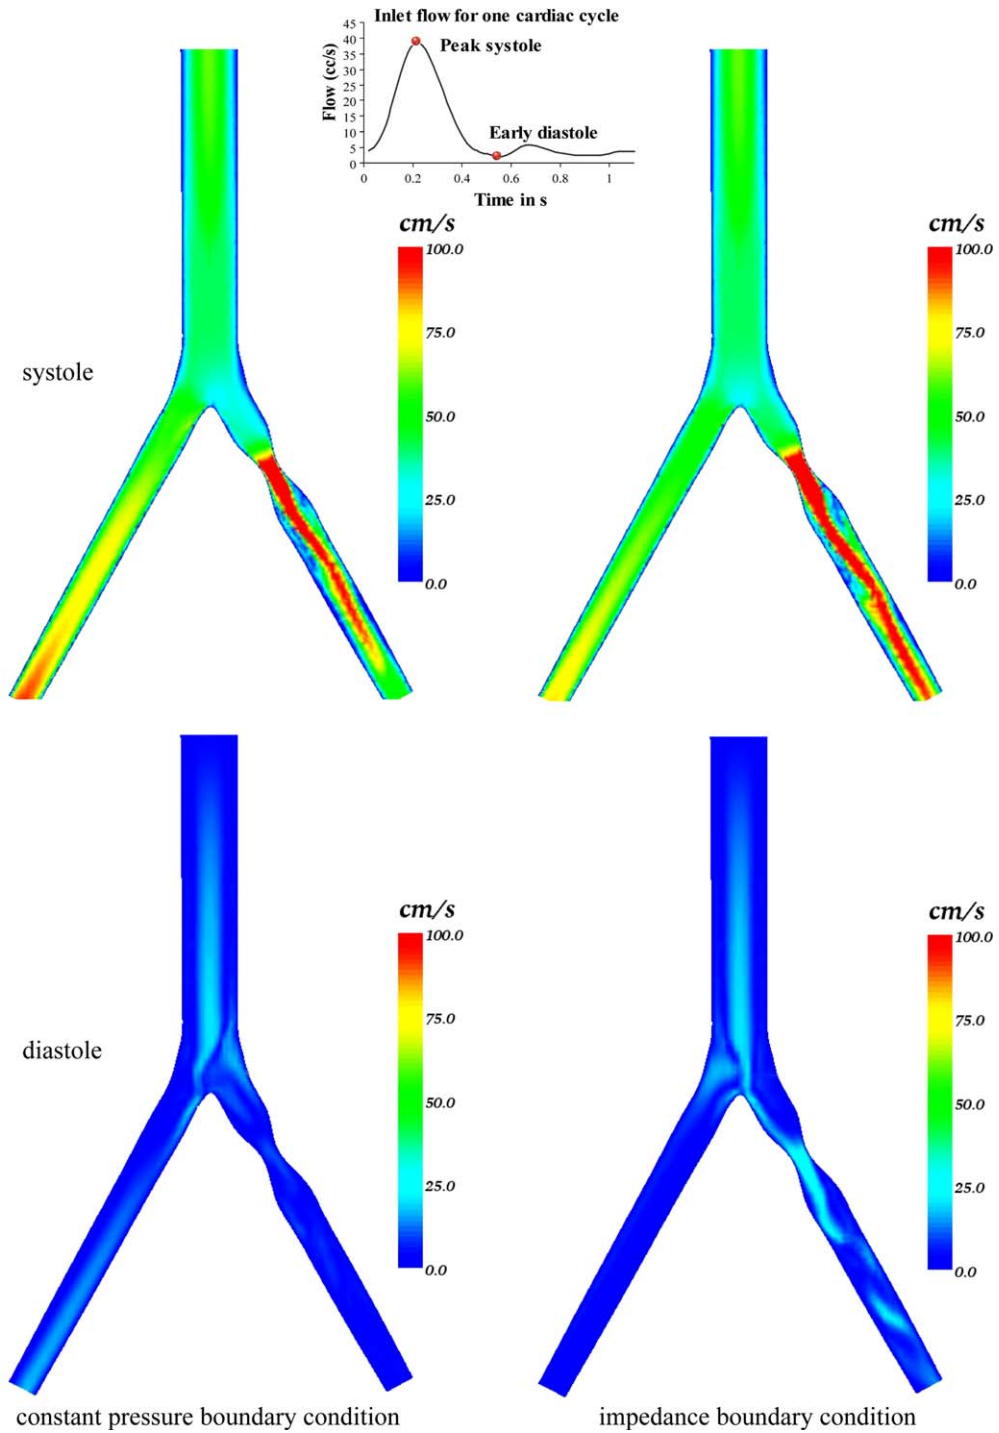 Inlet flow for one cardiac cycle
45
40
35
30
25
20
15
10
5
0
Flow (cc/s)
Peak systole
Early diastole
0
0.2
0.4
0.6
0.8
1
Time in s
cm/s
100.0
75.0
50.0
25.0
0.0
cm/s
100.0
75.0
50.0
25.0
0.0
systole
cm/s
100.0
75.0
50.0
25.0
0.0
cm/s
100.0
75.0
50.0
25.0
0.0
diastole
constant pressure boundary condition
impedance boundary condition